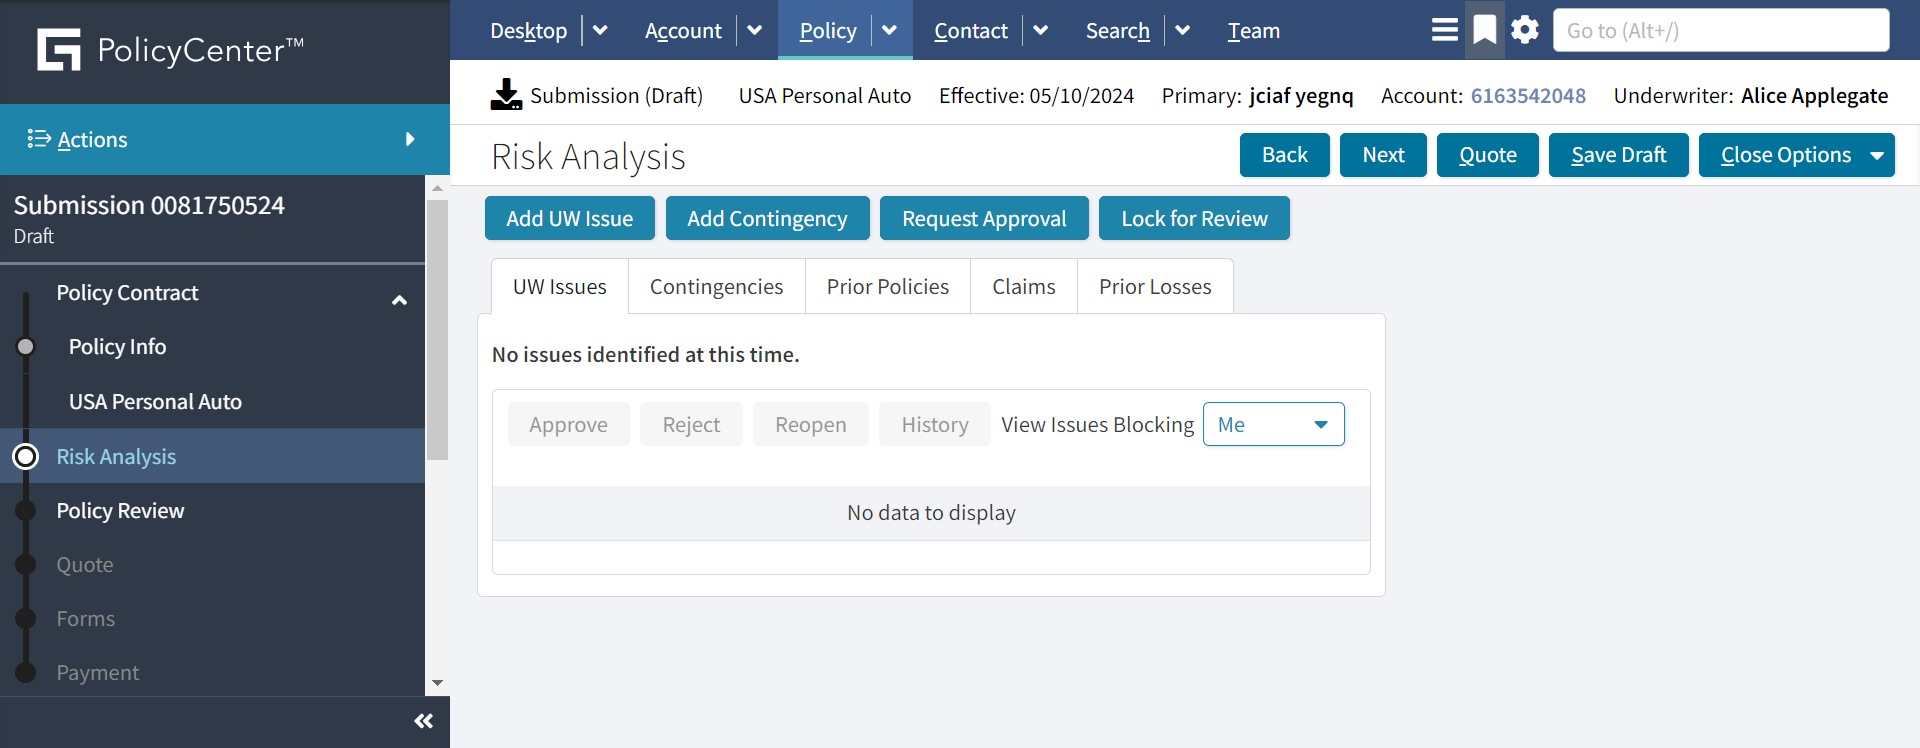 PolicyCenter™
Desktop Account Policy Contact Search Team Go to (Alt+/)
Submission (Draft) USA Personal Auto Effective: 05/10/2024 Primary: jciaf yegnq Account: 6163542048 Underwriter: Alice Applegate
Actions
Risk Analysis Back Next Quote Save Draft Close Options
Submission 0081750524
Draft
Add UW Issue Add Contingency Request Approval Lock for Review
Policy Contract
Policy Info
USA Personal Auto
Risk Analysis
Policy Review
Quote
Forms
Payment
UW Issues Contingencies Prior Policies Claims Prior Losses
No issues identified at this time.
Approve Reject Reopen History View Issues Blocking Me
No data to display